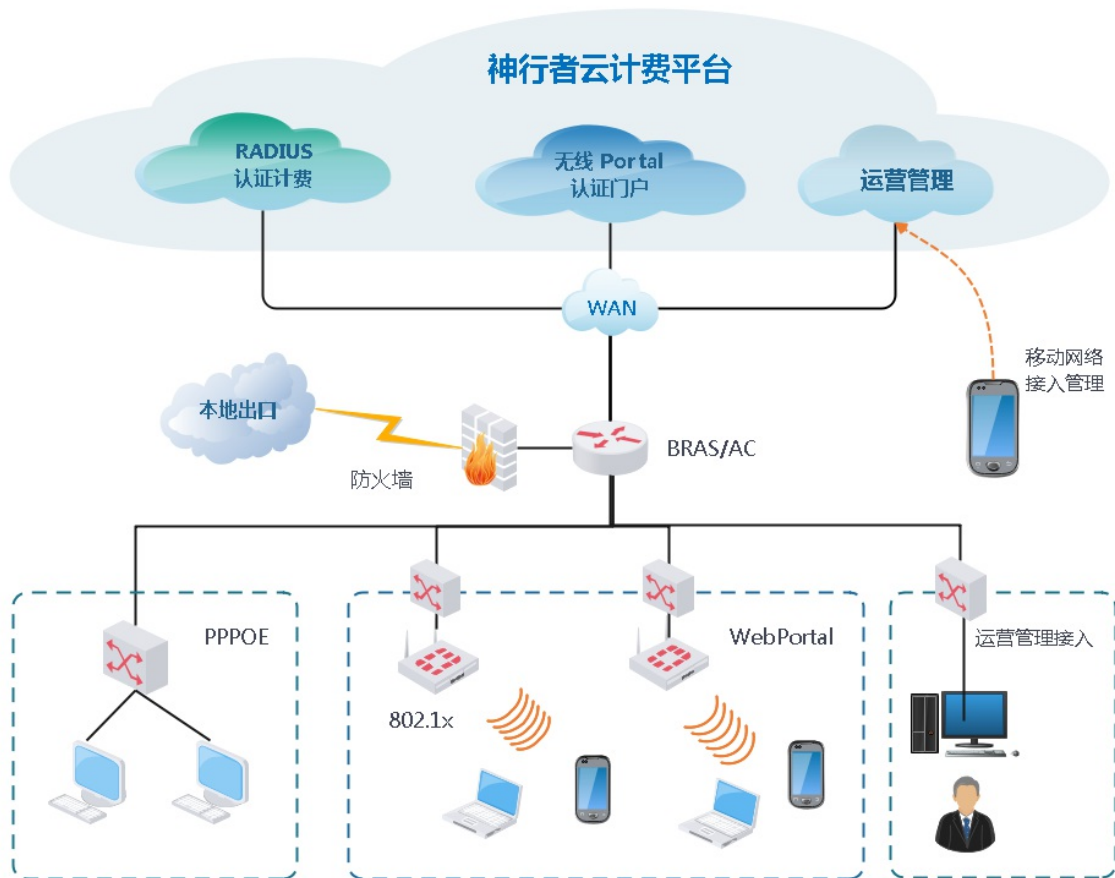 神行者云计费平台
RADIUS
认证计费
无线 Portal
认证门户
运营管理
WAN
移动网络
接入管理
本地出口
BRAS/AC
防火墙
PPPOE
WebPortal
运营管理接入
802.1x